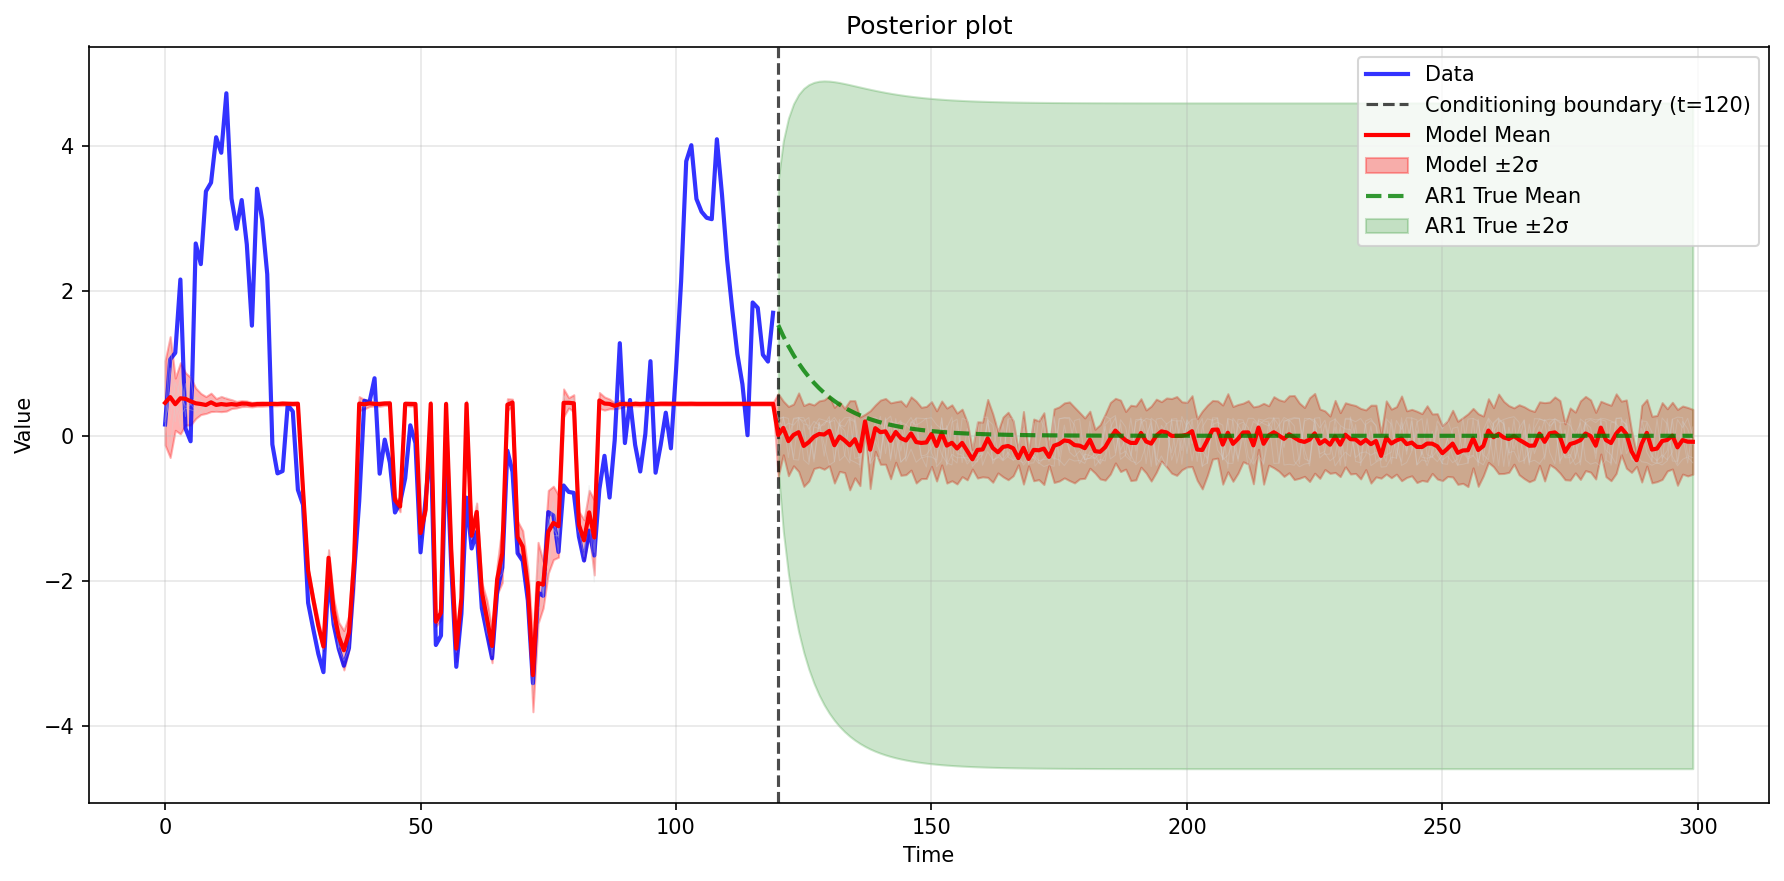 Posterior plot
Data
Conditioning boundary (t=120)
Model Mean
Model ±2σ
AR1 True Mean
AR1 True ±2σ
Value
4
2
0
−2
−4
0 50 100 150 200 250 300
Time